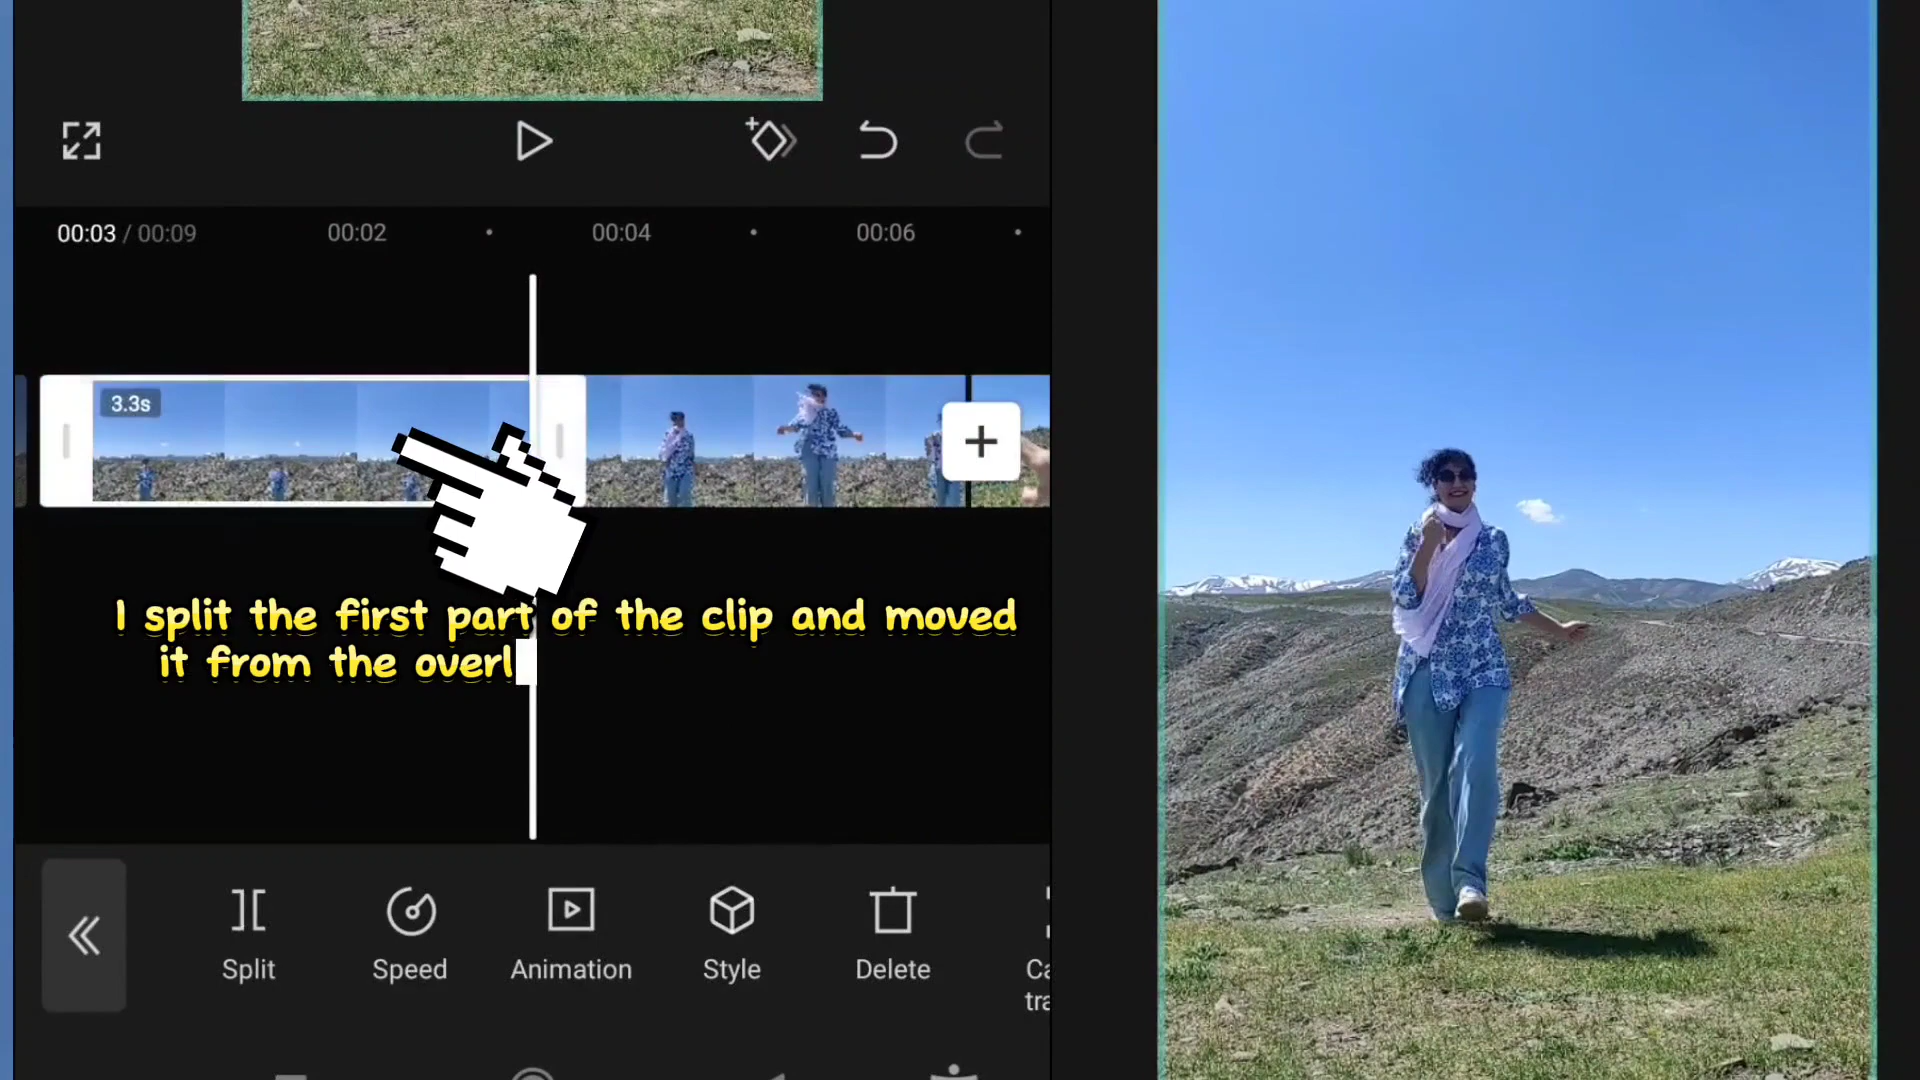 00:03 / 00:09 00:02 00:04 00:06
3.3s
I split the first part of the clip and moved
it from the overl
Split Speed Animation Style Delete